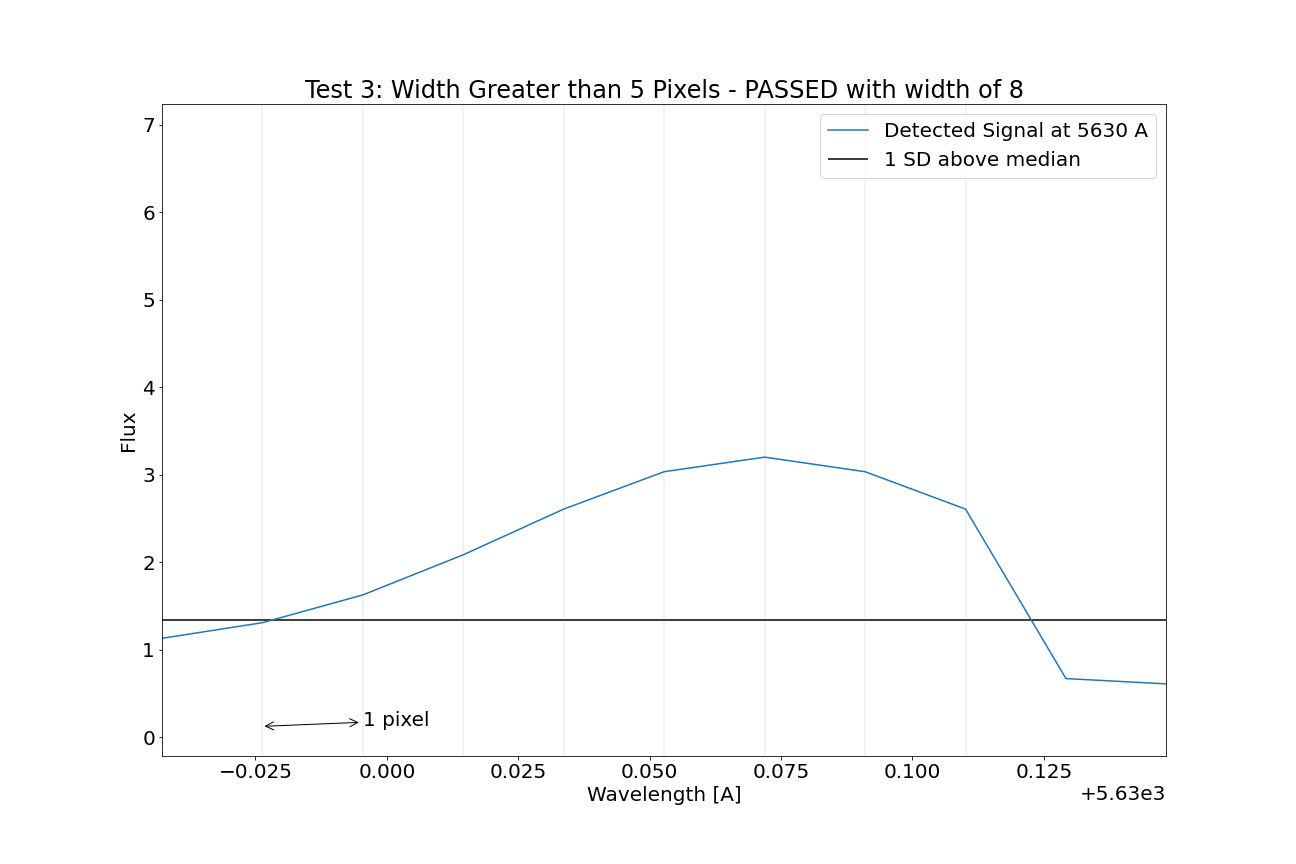 Test 3: Width Greater than 5 Pixels - PASSED with width of 8
Detected Signal at 5630 A
1 SD above median
7
6
5
4
3
2
1
0
Flux
1 pixel
−0.025 0.000 0.025 0.050 0.075 0.100 0.125
Wavelength [A]
+5.63e3